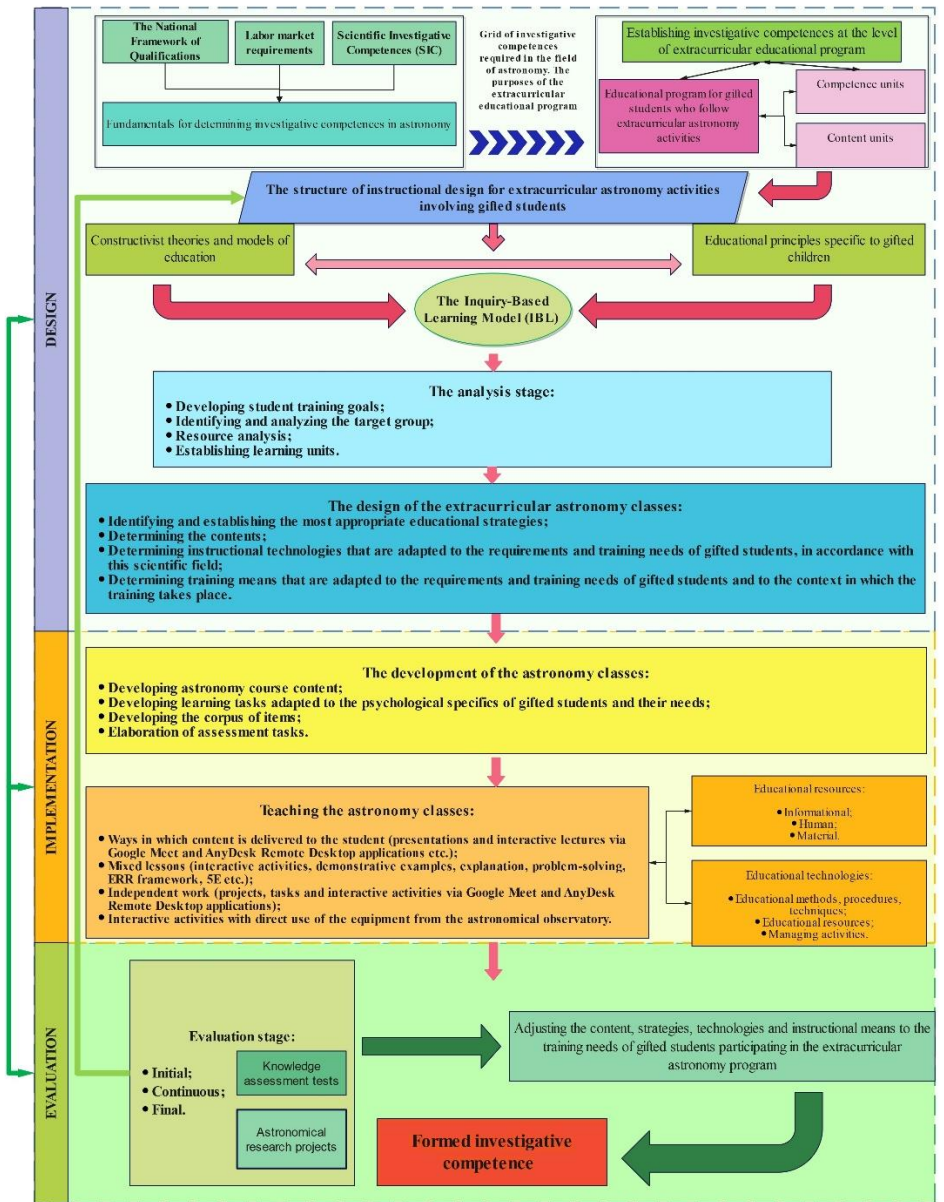 The National
Framework of
Qualifications
Labor market
requirements
Scientific Investigative
Competences (SIC)
Fundamentals for determining investigative competences in astronomy
Grid of investigative
competences
required in the field
of astronomy. The
purposes of the
extracurricular
educational program
Establishing investigative competences at the level
of extracurricular educational program
Educational program for gifted
students who follow
extracurricular astronomy
activities
Competence units
Content units
DESIGN
The structure of instructional design for extracurricular astronomy activities
involving gifted students
Constructivist theories and models of
education
Educational principles specific to gifted
children
The Inquiry-Based
Learning Model (IBL)
The analysis stage:
• Developing student training goals;
• Identifying and analyzing the target group;
• Resource analysis;
• Establishing learning units.
The design of the extracurricular astronomy classes:
• Identifying and establishing the most appropriate educational strategies;
• Determining the contents;
• Determining instructional technologies that are adapted to the requirements and training needs of gifted students, in accordance with
this scientific field;
• Determining training means that are adapted to the requirements and training needs of gifted students and to the context in which the
training takes place.
IMPLEMENTATION
The development of the astronomy classes:
• Developing astronomy course content;
• Developing learning tasks adapted to the psychological specifics of gifted students and their needs;
• Developing the corpus of items;
• Elaboration of assessment tasks.
Teaching the astronomy classes:
• Ways in which content is delivered to the student (presentations and interactive lectures via
Google Meet and AnyDesk Remote Desktop applications etc.);
• Mixed lessons (interactive activities, demonstrative examples, explanation, problem-solving,
ERR framework, 5E etc.);
• Independent work (projects, tasks and interactive activities via Google Meet and AnyDesk
Remote Desktop applications);
• Interactive activities with direct use of the equipment from the astronomical observatory.
Educational resources:
• Informational;
• Human;
• Material.
Educational technologies:
• Educational methods, procedures,
techniques;
• Educational resources;
• Managing activities.
EVALUATION
Evaluation stage:
• Initial;
• Continuous;
• Final.
Knowledge
assessment tests
Astronomical
research projects
Adjusting the content, strategies, technologies and instructional means to the
training needs of gifted students participating in the extracurricular
astronomy program
Formed investigative
competence